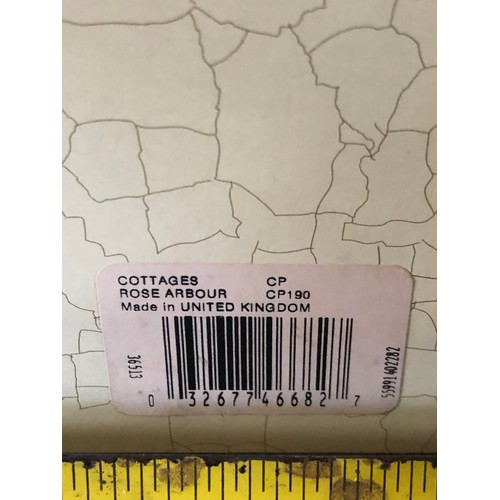 COTTAGES CP
ROSE ARBOUR CP190
Made in UNITED KINGDOM
36513
0 32677 46682 7
55991402282